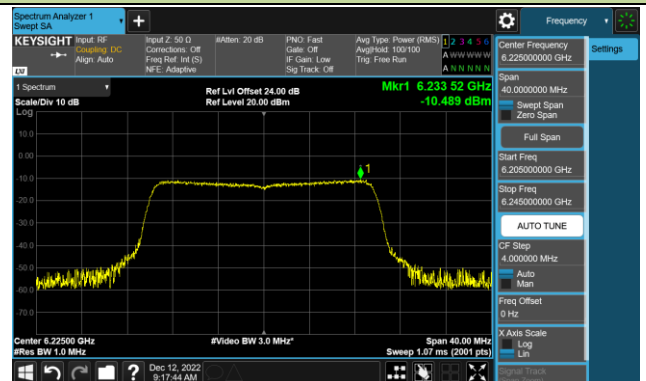 Spectrum Analyzer 1
Swept SA
Frequency
KEYSIGHT
Input: RF
Coupling: DC
Align: Auto
Input Z: 50 Ω
Corrections: Off
Freq Ref: Int (S)
NFE: Adaptive
#Atten: 20 dB
PNO: Fast
Gate: Off
IF Gain: Low
Sig Track: Off
Avg Type: Power (RMS)
Avg|Hold: 100/100
Trig: Free Run
1 2 3 4 5 6
A W W W W W
A N N N N N
LXI
1 Spectrum
Scale/Div 10 dB
Log
Ref Lvl Offset 24.00 dB
Ref Level 20.00 dBm
Mkr1 6.233 52 GHz
-10.489 dBm
10.0
0.00
-10.0
-20.0
-30.0
-40.0
-50.0
-60.0
-70.0
1
Center 6.22500 GHz
#Res BW 1.0 MHz
#Video BW 3.0 MHz*
Span 40.00 MHz
Sweep 1.07 ms (2001 pts)
Dec 12, 2022
9:17:44 AM
Center Frequency
6.225000000 GHz
Settings
Span
40.0000000 MHz
Swept Span
Zero Span
Full Span
Start Freq
6.205000000 GHz
Stop Freq
6.245000000 GHz
AUTO TUNE
CF Step
4.000000 MHz
Auto
Man
Freq Offset
0 Hz
X Axis Scale
Log
Lin
Signal Track